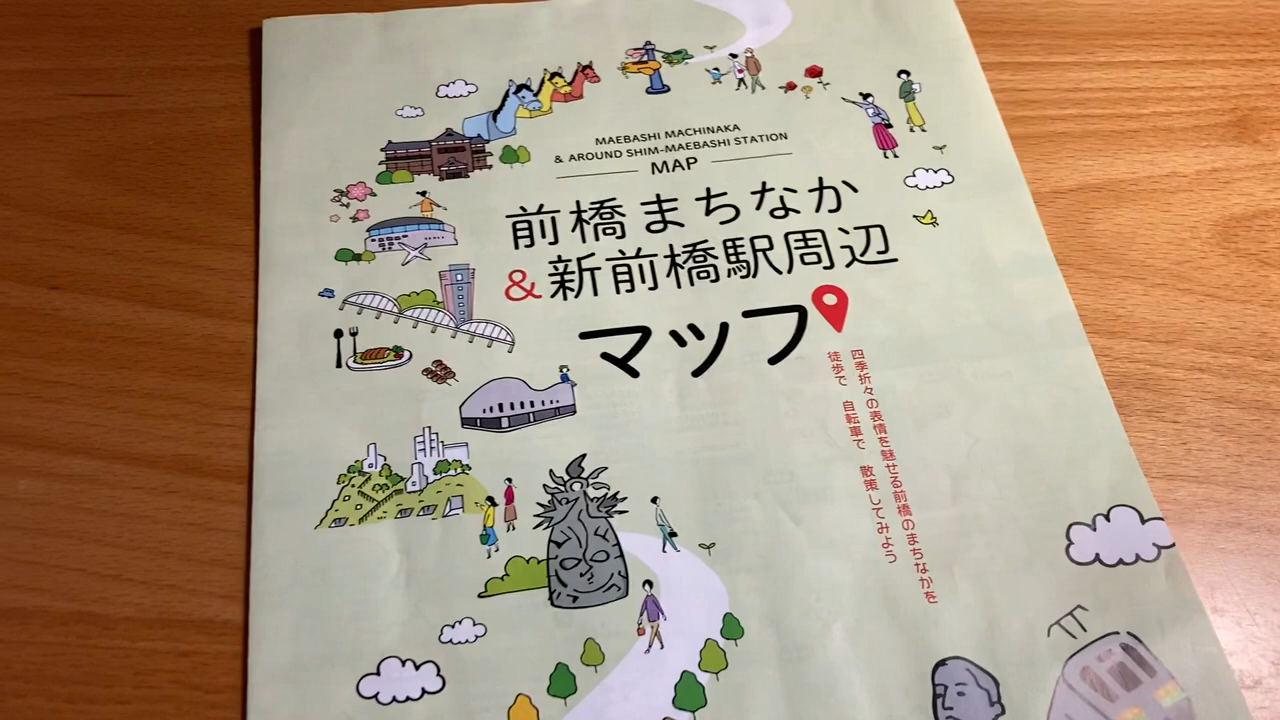 MAEBASHI MACHINAKA
& AROUND SHIM-MAEBASHI STATION
MAP
前橋まちなか
&新前橋駅周辺
マップ
四季折々の表情を魅せる前橋のまちなかを
徒歩で 自転車で 散策してみよう